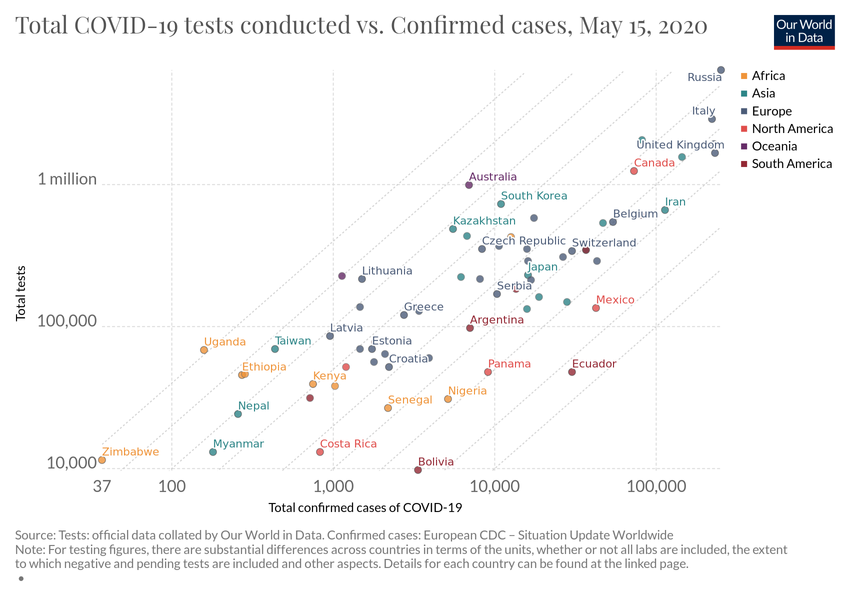 Total COVID-19 tests conducted vs. Confirmed cases, May 15, 2020
Our World
in Data
Russia
Africa
Asia
Italy
Europe
North America
United Kingdom
Oceania
Canada
South America
Australia
1 million
South Korea
Iran
Kazakhstan
Belgium
Czech Republic
Switzerland
Lithuania
Japan
Serbia
Total tests
Mexico
Greece
100,000
Argentina
Latvia
Uganda
Taiwan
Estonia
Croatia
Ethiopia
Panama
Ecuador
Kenya
Nigeria
Senegal
Nepal
Myanmar
Costa Rica
Zimbabwe
Bolivia
10,000
37
100
1,000
10,000
100,000
Total confirmed cases of COVID-19
Source: Tests: official data collated by Our World in Data. Confirmed cases: European CDC – Situation Update Worldwide
Note: For testing figures, there are substantial differences across countries in terms of the units, whether or not all labs are included, the extent
to which negative and pending tests are included and other aspects. Details for each country can be found at the linked page.